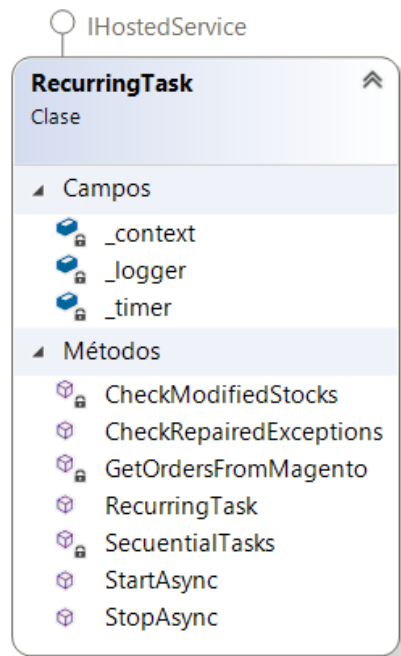 IHostedService
RecurringTask
Clase
Campos
_context
_logger
_timer
Métodos
CheckModifiedStocks
CheckRepairedExceptions
GetOrdersFromMagento
RecurringTask
SecuentialTasks
StartAsync
StopAsync